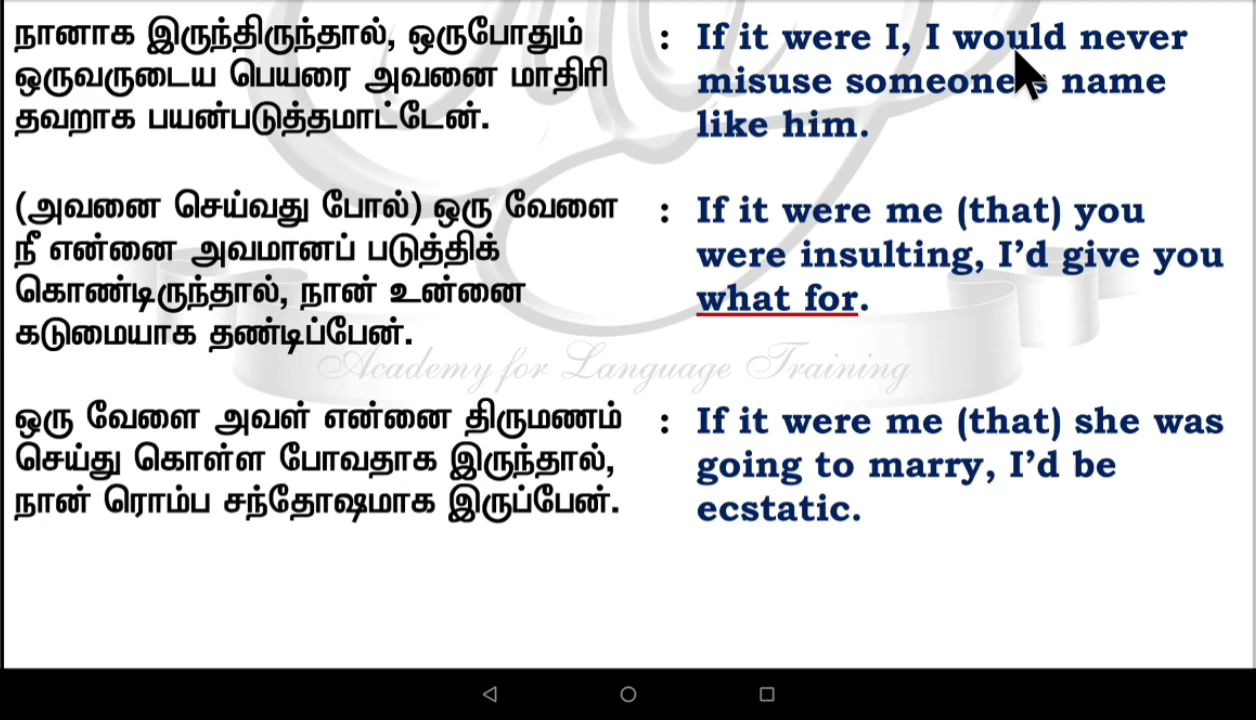 நானாக இருந்திருந்தால், ஒருபோதும்
ஒருவருடைய பெயரை அவனை மாதிரி
தவறாக பயன்படுத்தமாட்டேன்.
: If it were I, I would never
misuse someone's name
like him.
(அவனை செய்வது போல்) ஒரு வேளை
நீ என்னை அவமானப் படுத்திக்
கொண்டிருந்தால், நான் உன்னை
கடுமையாக தண்டிப்பேன்.
: If it were me (that) you
were insulting, I’d give you
what for.
Academy for Language Training
ஒரு வேளை அவள் என்னை திருமணம்
செய்து கொள்ள போவதாக இருந்தால்,
நான் ரொம்ப சந்தோஷமாக இருப்பேன்.
: If it were me (that) she was
going to marry, I’d be
ecstatic.